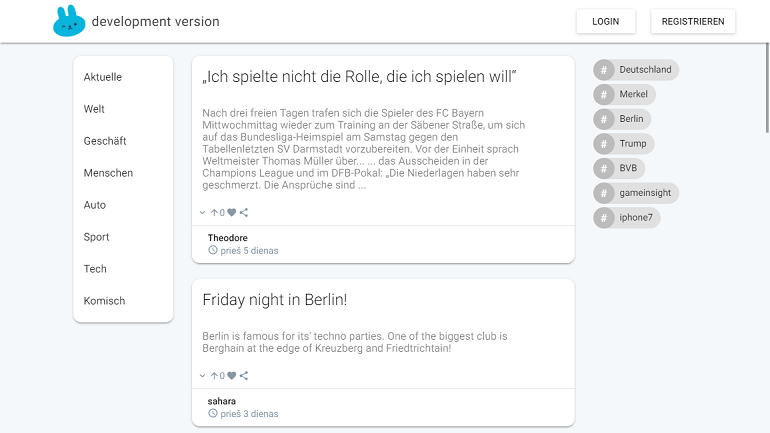 development version
LOGIN
REGISTRIEREN
Aktuelle
Welt
Geschäft
Menschen
Auto
Sport
Tech
Komisch
„Ich spielte nicht die Rolle, die ich spielen will“
Nach drei freien Tagen trafen sich die Spieler des FC Bayern
Mittwochmittag wieder zum Training an der Säbener Straße, um sich
auf das Bundesliga-Heimspiel am Samstag gegen den
Tabellenletzten SV Darmstadt vorzubereiten. Vor der Einheit sprach
Weltmeister Thomas Müller über... ... das Ausscheiden in der
Champions League und im DFB-Pokal: „Die Niederlagen haben sehr
geschmerzt. Die Ansprüche sind ...
0
Theodore
prieš 5 dienas
Friday night in Berlin!
Berlin is famous for its' techno parties. One of the biggest club is
Berghain at the edge of Kreuzberg and Friedtrichtain!
0
sahara
prieš 3 dienas
# Deutschland
# Merkel
# Berlin
# Trump
# BVB
# gameinsight
# iphone7